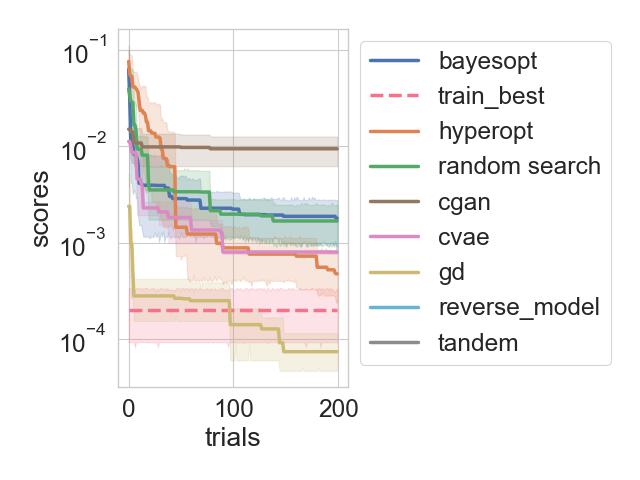 10⁻¹
10⁻²
10⁻³
10⁻⁴
scores
0
100
200
trials
bayesopt
train_best
hyperopt
random search
cgan
cvae
gd
reverse_model
tandem